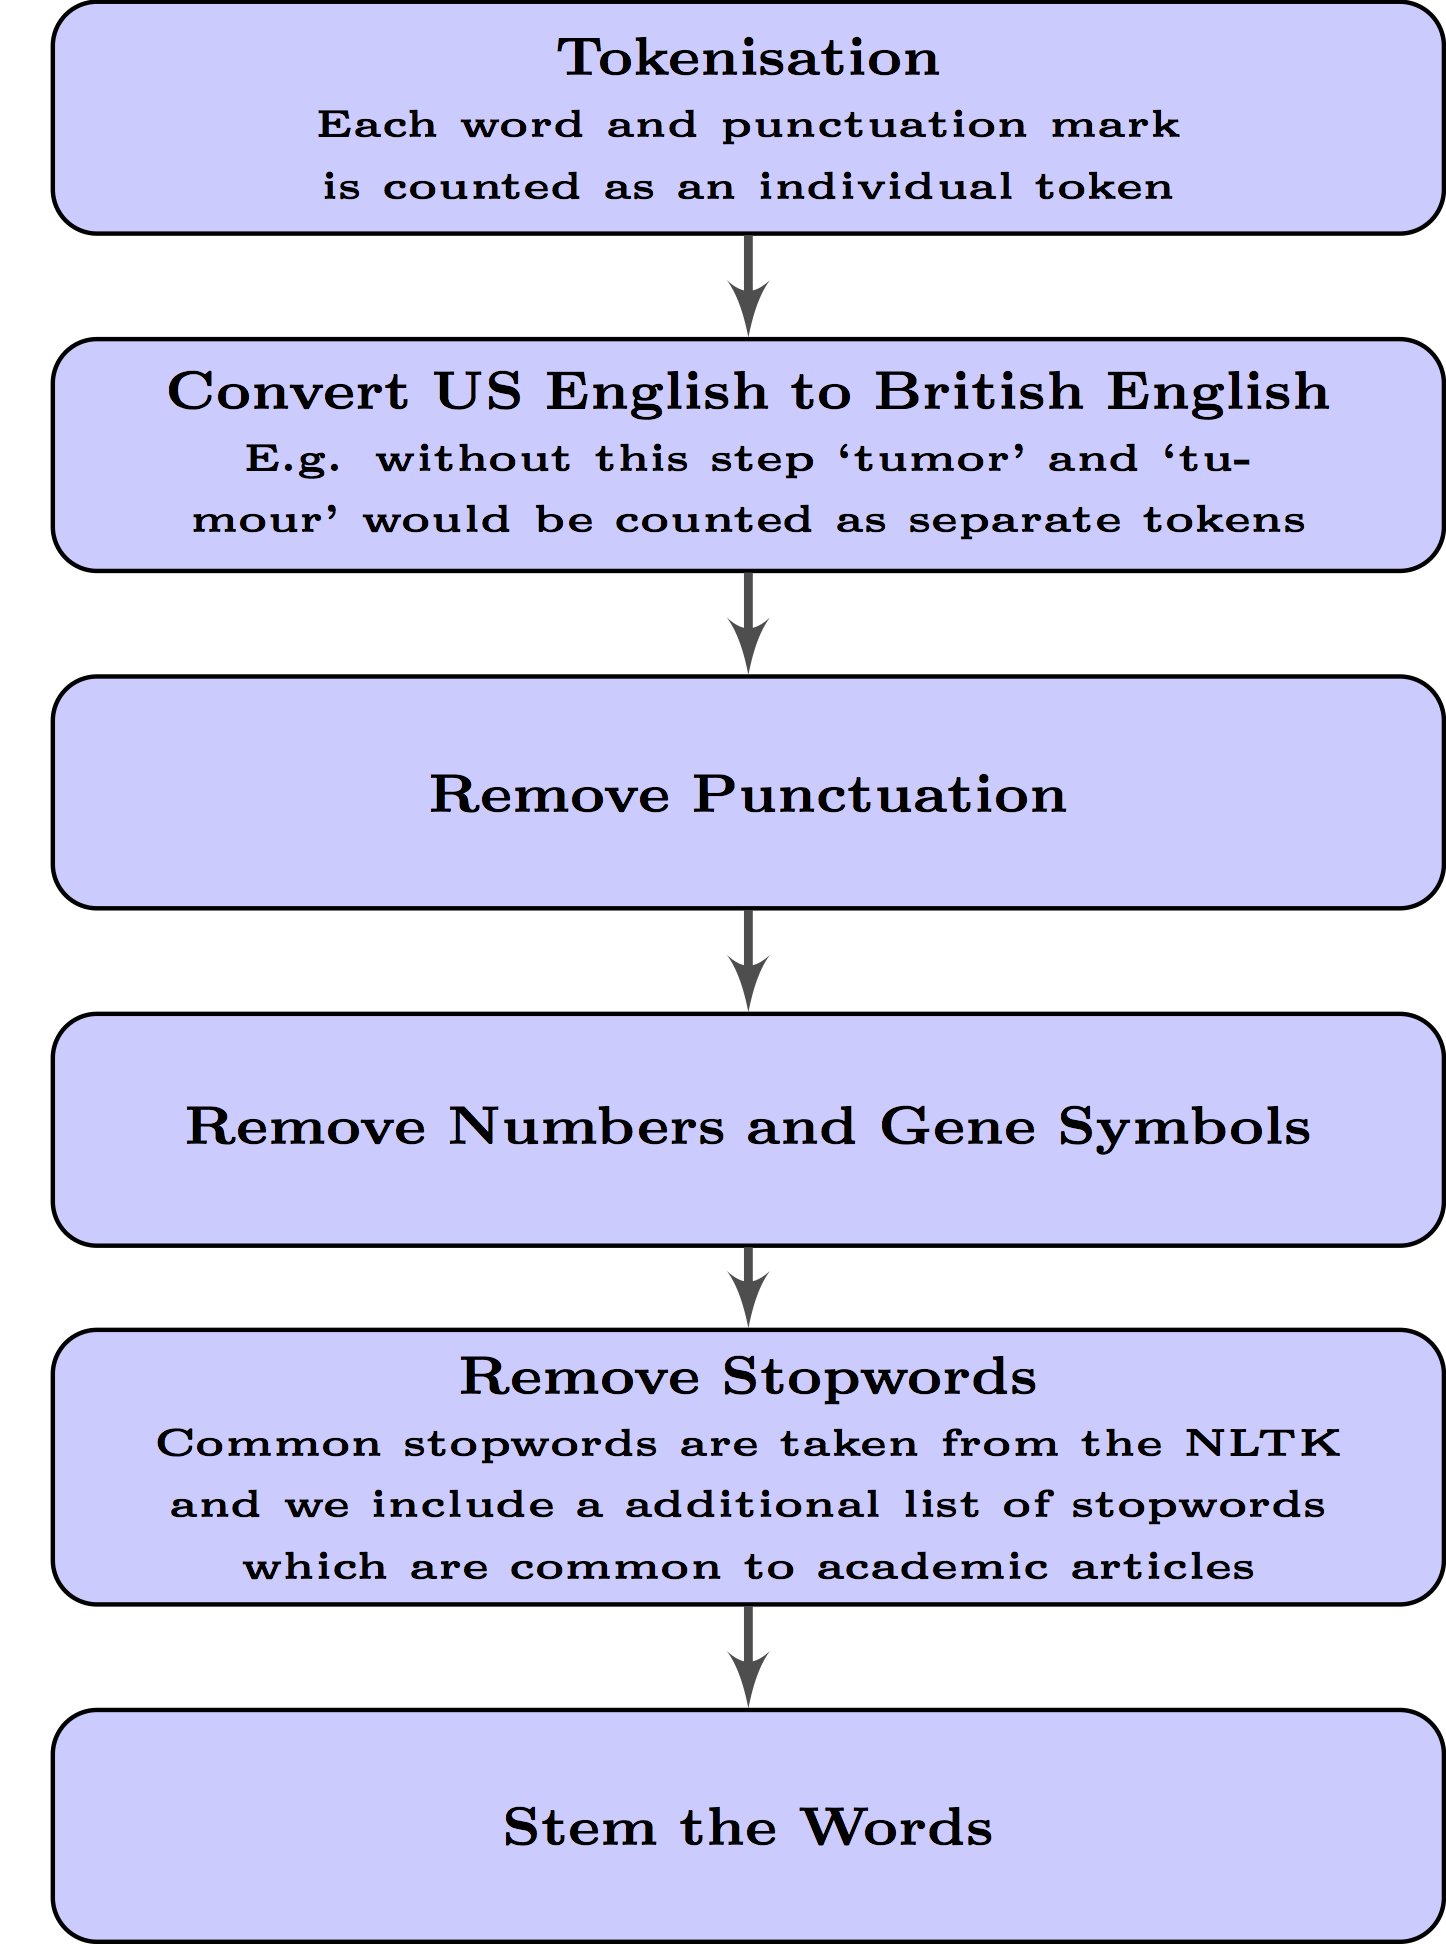 Tokenisation
Each word and punctuation mark
is counted as an individual token
Convert US English to British English
E.g. without this step ‘tumor’ and ‘tu-
mour’ would be counted as separate tokens
Remove Punctuation
Remove Numbers and Gene Symbols
Remove Stopwords
Common stopwords are taken from the NLTK
and we include a additional list of stopwords
which are common to academic articles
Stem the Words